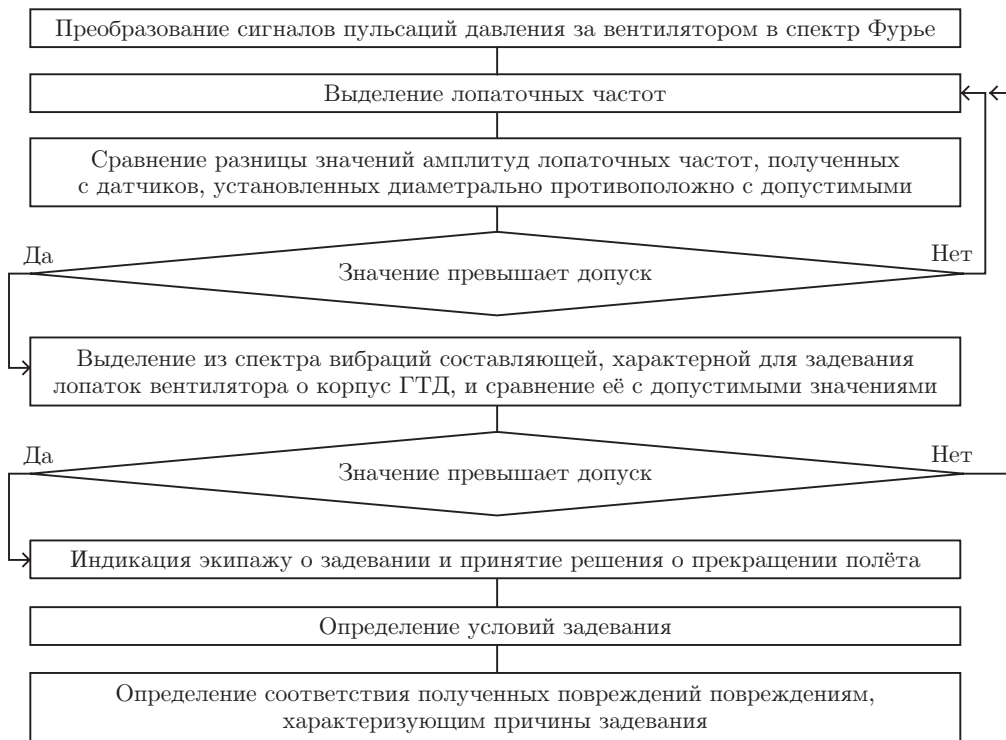 Преобразование сигналов пульсаций давления за вентилятором в спектр Фурье
Выделение лопаточных частот
Сравнение разницы значений амплитуд лопаточных частот, полученных
с датчиков, установленных диаметрально противоположно с допустимыми
Да
Нет
Значение превышает допуск
Выделение из спектра вибраций составляющей, характерной для задевания
лопаток вентилятора о корпус ГТД, и сравнение её с допустимыми значениями
Да
Нет
Значение превышает допуск
Индикация экипажу о задевании и принятие решения о прекращении полёта
Определение условий задевания
Определение соответствия полученных повреждений повреждениям,
характеризующим причины задевания